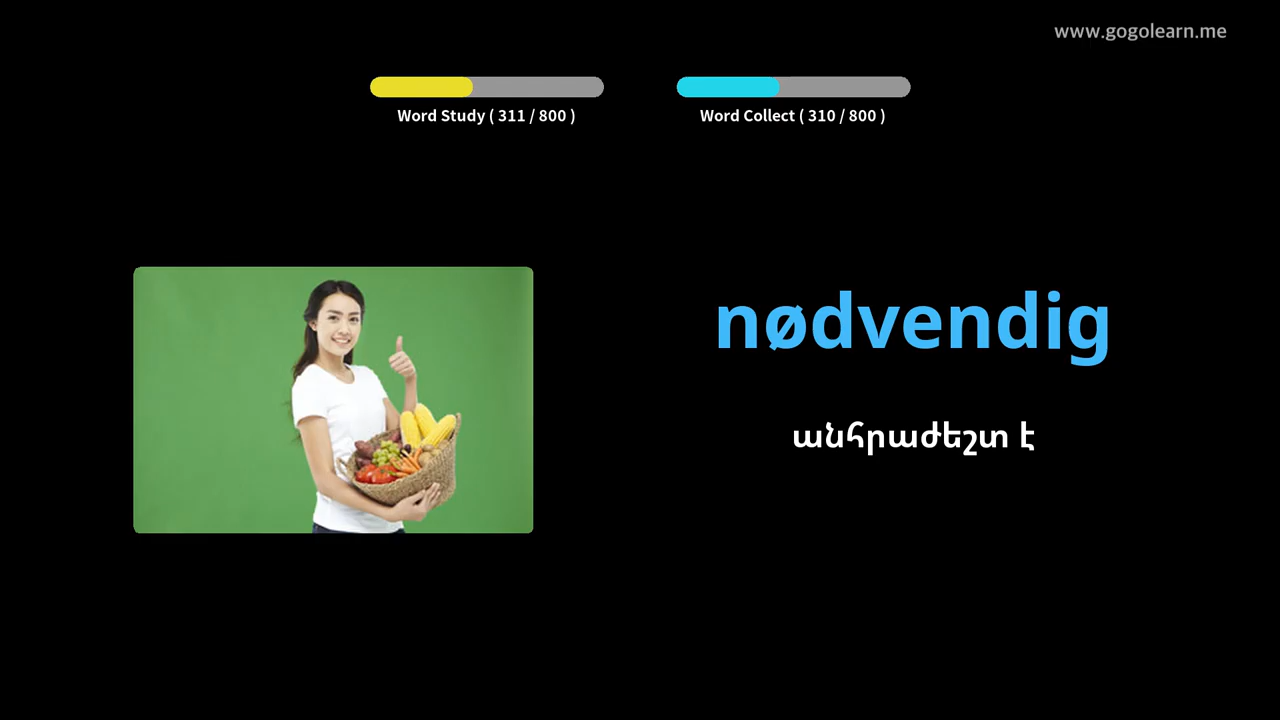 www.gogolearn.me
Word Study ( 311 / 800 )
Word Collect ( 310 / 800 )
nødvendig
անհրաժեշտ է